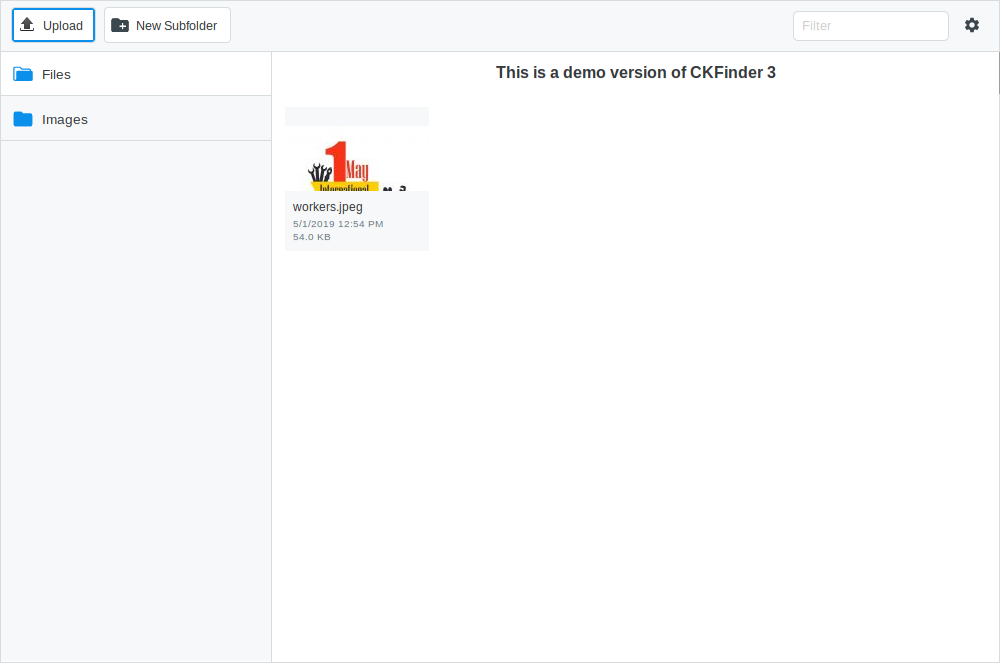 Upload
New Subfolder
Filter
Files
Images
This is a demo version of CKFinder 3
1
May
International
workers.jpeg
5/1/2019 12:54 PM
54.0 KB